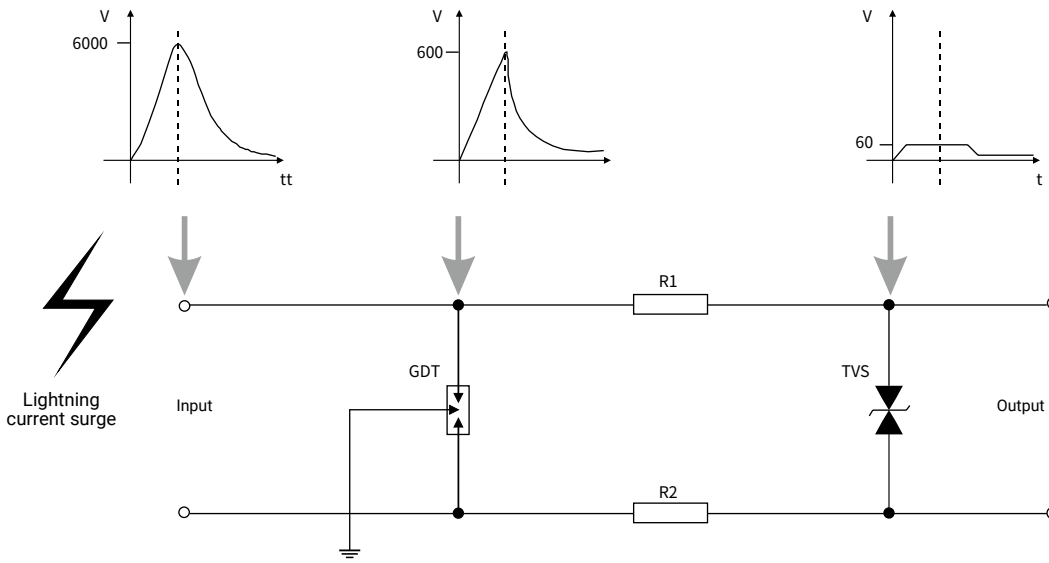 V
6000
tt
V
600
V
60
t
Lightning
current surge
Input
GDT
R1
R2
TVS
Output